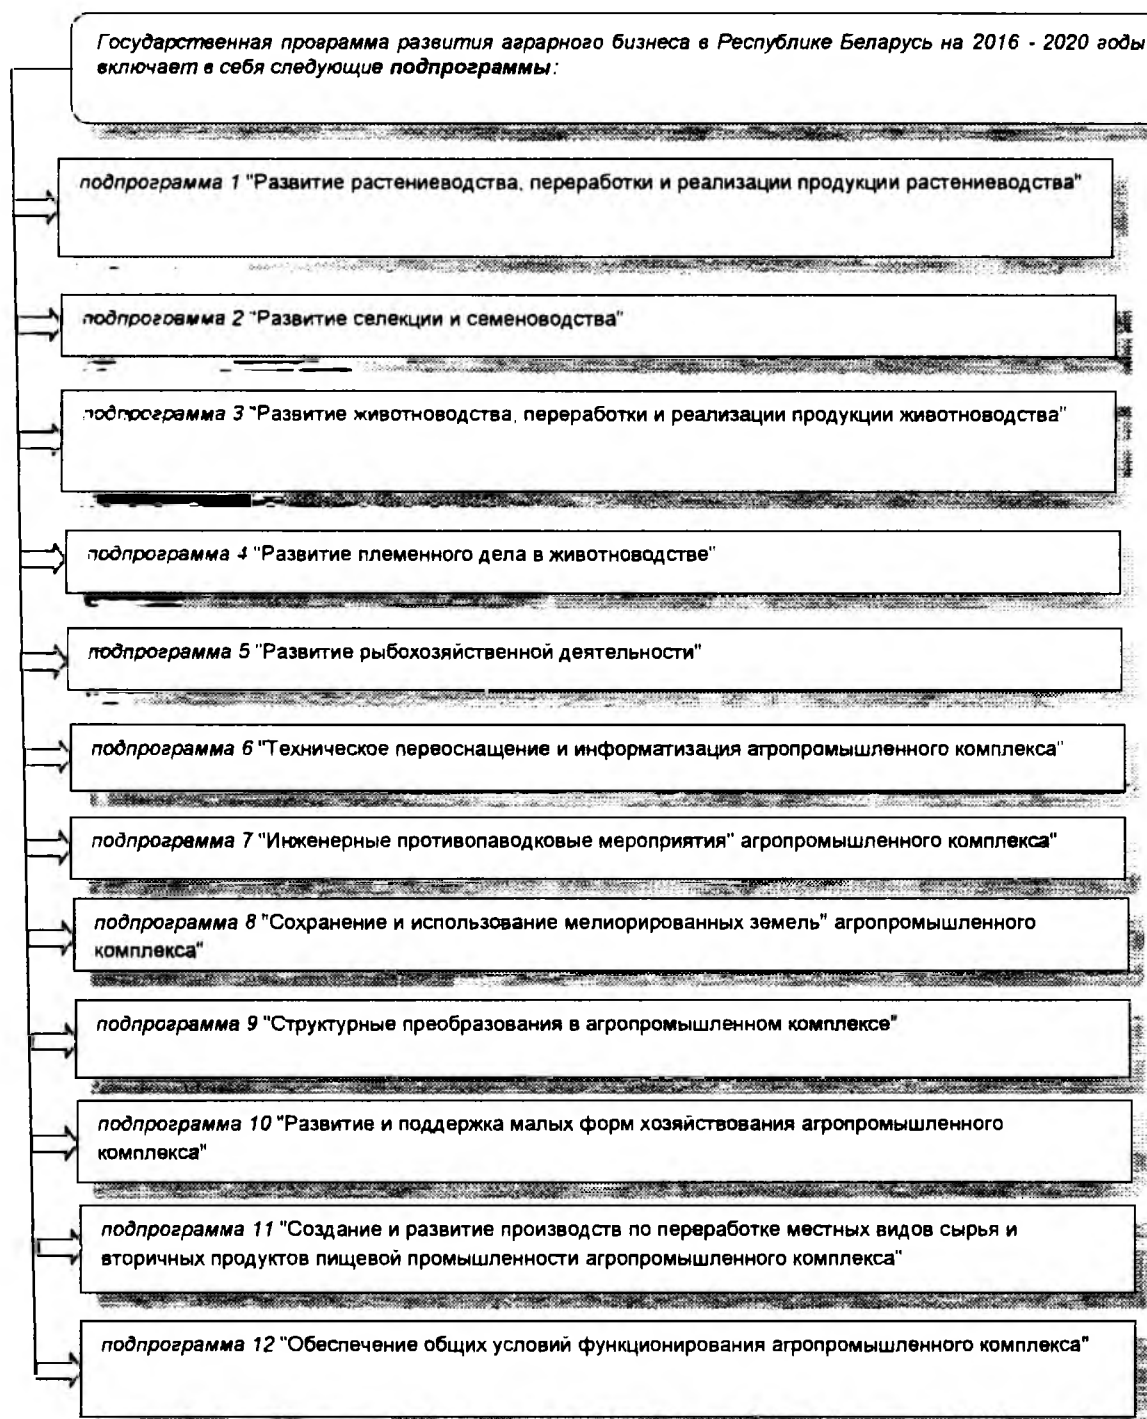 Государственная программа развития аграрного бизнеса в Республике Беларусь на 2016 - 2020 годы
включает в себя следующие подпрограммы:
подпрограмма 1 "Развитие растениеводства, переработки и реализации продукции растениеводства"
подпрограмма 2 "Развитие селекции и семеноводства"
подпрограмма 3 "Развитие животноводства, переработки и реализации продукции животноводства"
подпрограмма 4 "Развитие племенного дела в животноводстве"
подпрограмма 5 "Развитие рыбохозяйственной деятельности"
подпрограмма 6 "Техническое переоснащение и информатизация агропромышленного комплекса"
подпрограмма 7 "Инженерные противопаводковые мероприятия" агропромышленного комплекса"
подпрограмма 8 "Сохранение и использование мелиорированных земель" агропромышленного
комплекса"
подпрограмма 9 "Структурные преобразования в агропромышленном комплексе"
подпрограмма 10 "Развитие и поддержка малых форм хозяйствования агропромышленного
комплекса"
подпрограмма 11 "Создание и развитие производств по переработке местных видов сырья и
вторичных продуктов пищевой промышленности агропромышленного комплекса"
подпрограмма 12 "Обеспечение общих условий функционирования агропромышленного комплекса"